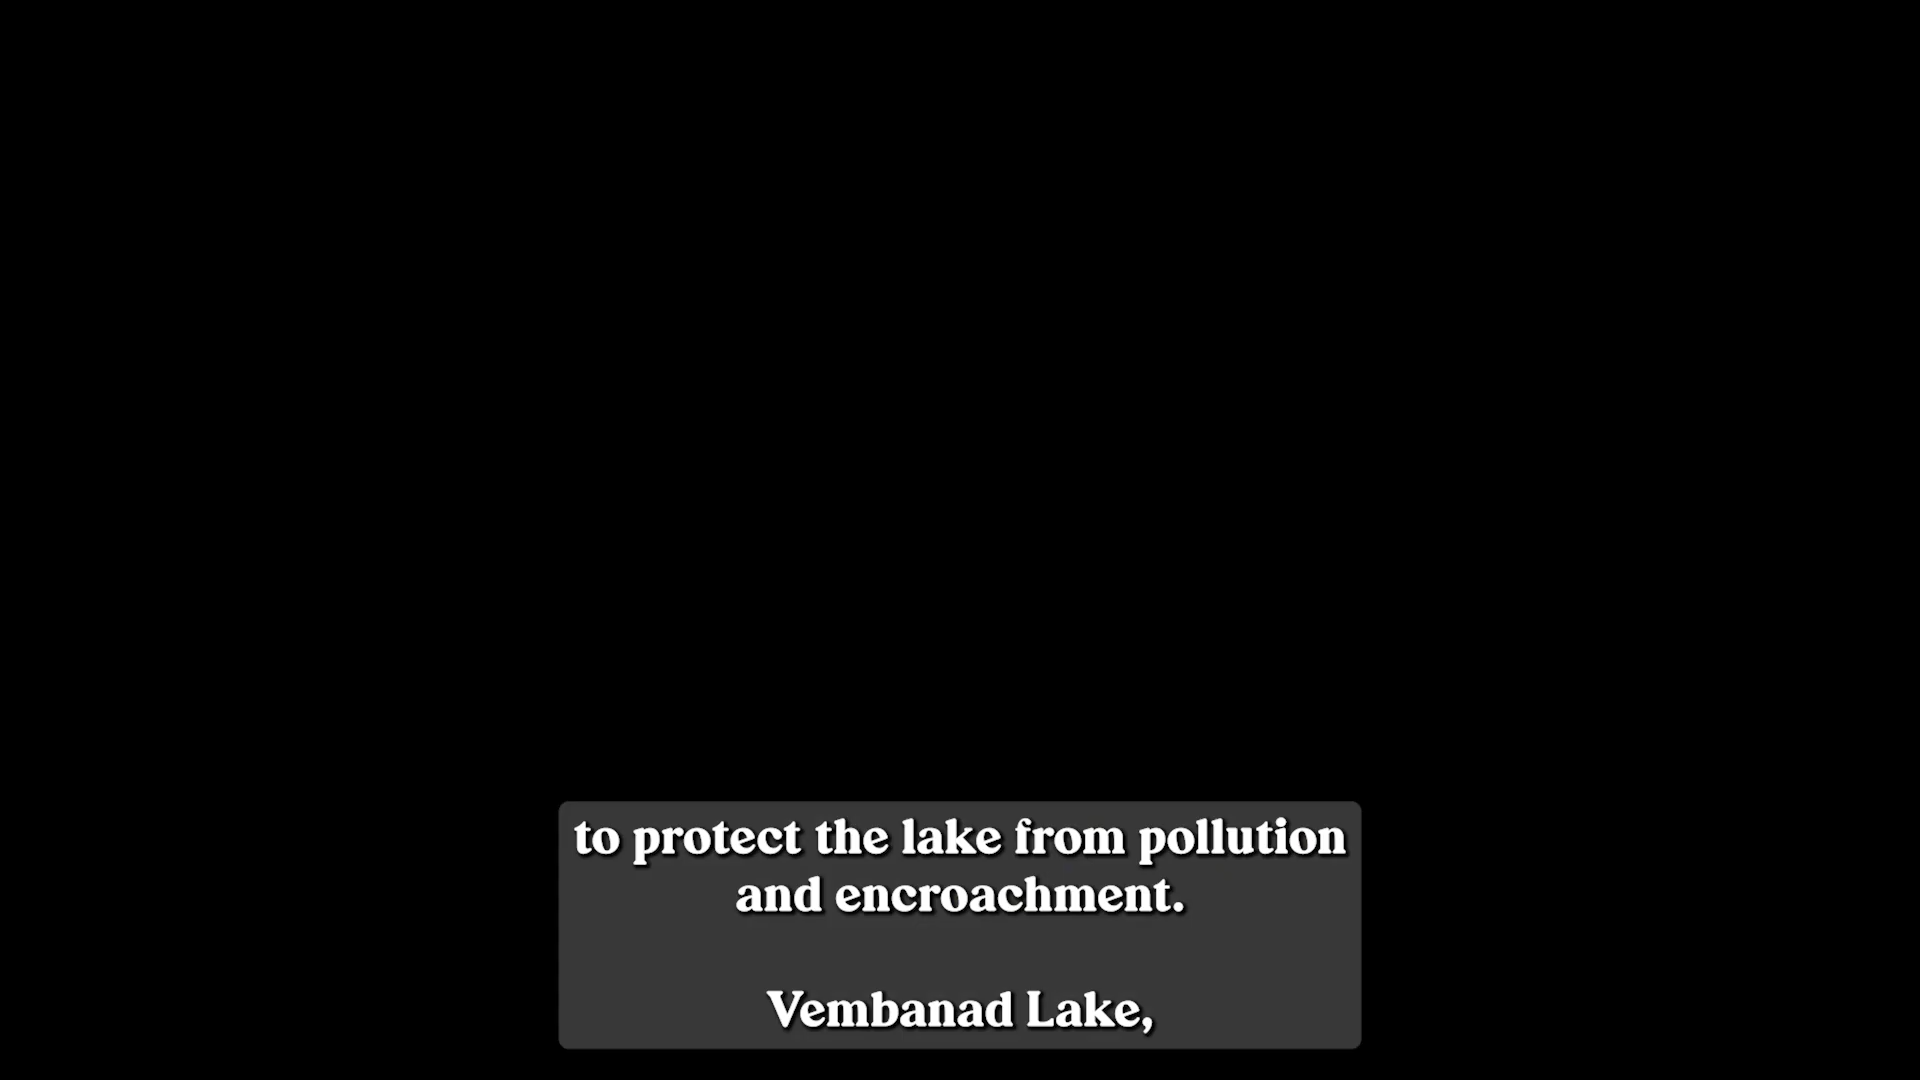 to protect the lake from pollution
and encroachment.
Vembanad Lake,